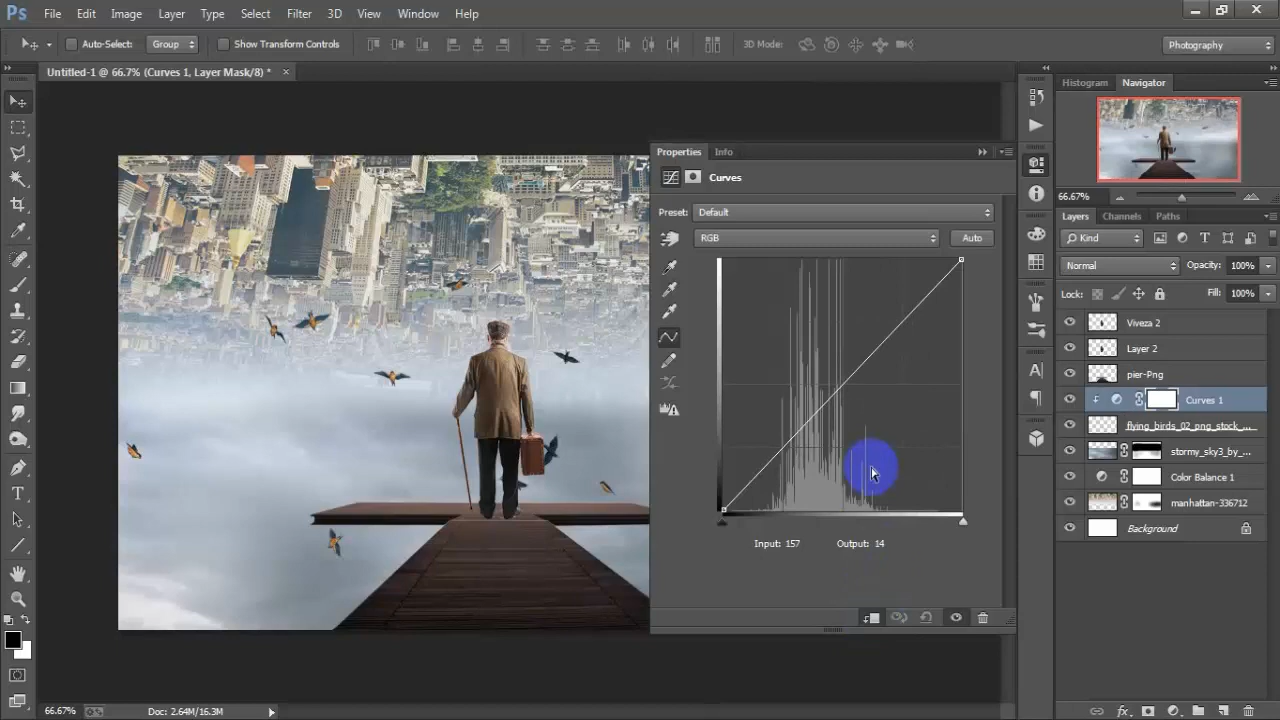 Ps File Edit Image Layer Type Select Filter 3D View Window Help
Auto-Select: Group Show Transform Controls 3D Mode: Photography
Untitled-1 @ 66.7% (Curves 1, Layer Mask/8) * ×
Histogram Navigator
Properties Info
Curves
66.67%
Preset: Default
Layers Channels Paths
RGB Auto
Kind
Normal Opacity: 100%
Lock: Fill: 100%
Viveza 2
Layer 2
pier-Png
Curves 1
flying_birds_02_png_stock_...
stormy_sky3_by_...
Color Balance 1
manhattan-336712
Background
Input: 157 Output: 14
66.67% Doc: 2.64M/16.3M